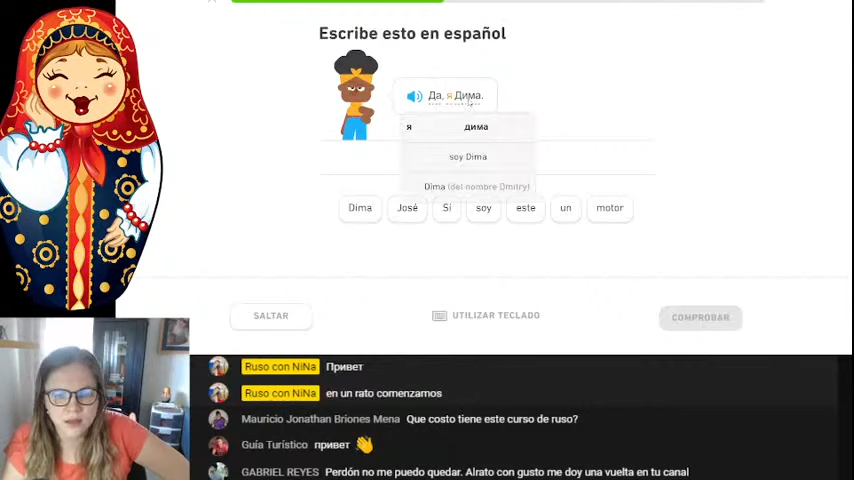 Escribe esto en español
Да, я Дима.
я дима
soy Dima
Dima (del nombre Dmitry)
Dima José Sí soy este un motor
SALTAR UTILIZAR TECLADO COMPROBAR
Ruso con NiNa Привет
Ruso con NiNa en un rato comenzamos
Mauricio Jonathan Briones Mena Que costo tiene este curso de ruso?
Guía Turístico привет 👋
GABRIEL REYES Perdón no me puedo quedar. Alrato con gusto me doy una vuelta en tu canal